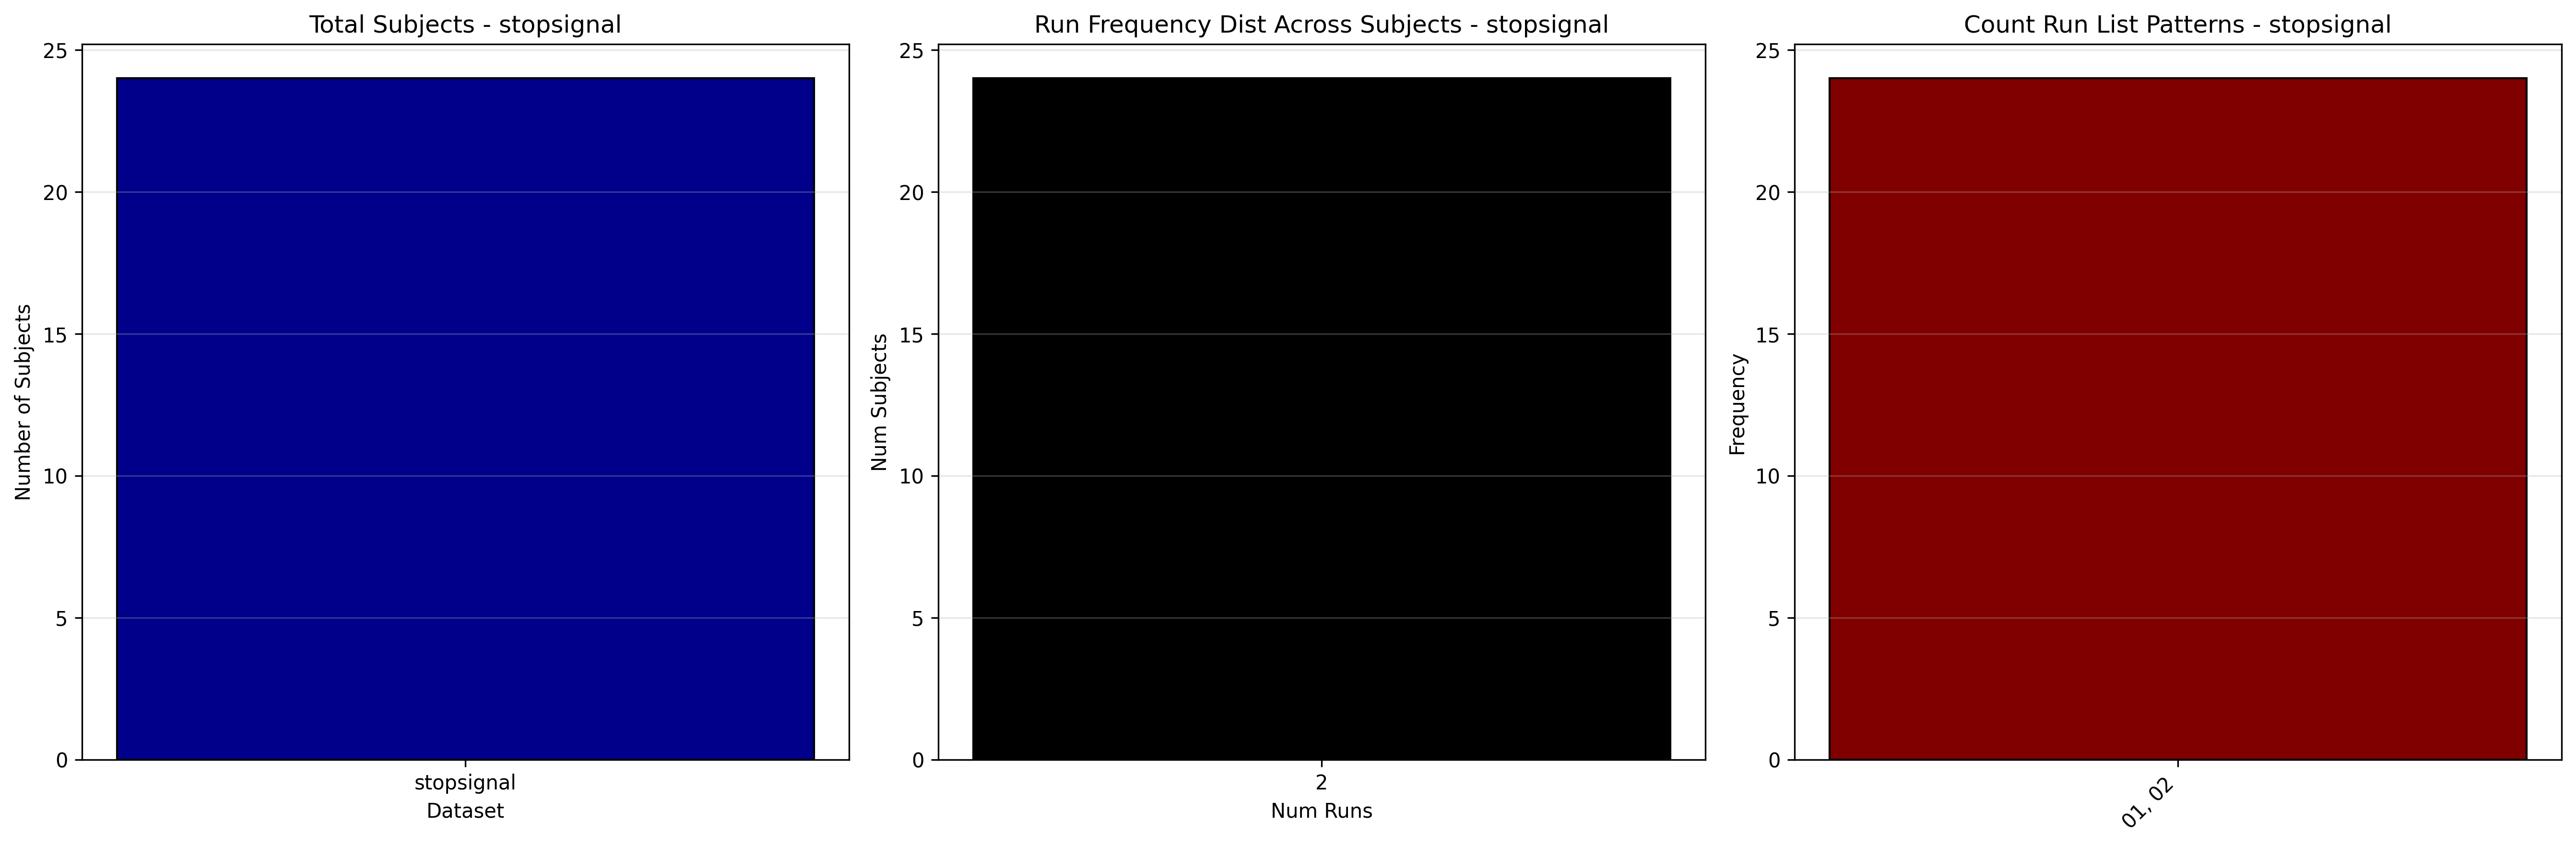 Total Subjects - stopsignal
Number of Subjects
25
20
15
10
5
0
stopsignal
Dataset
Run Frequency Dist Across Subjects - stopsignal
Num Subjects
25
20
15
10
5
0
2
Num Runs
Count Run List Patterns - stopsignal
Frequency
25
20
15
10
5
0
01, 02